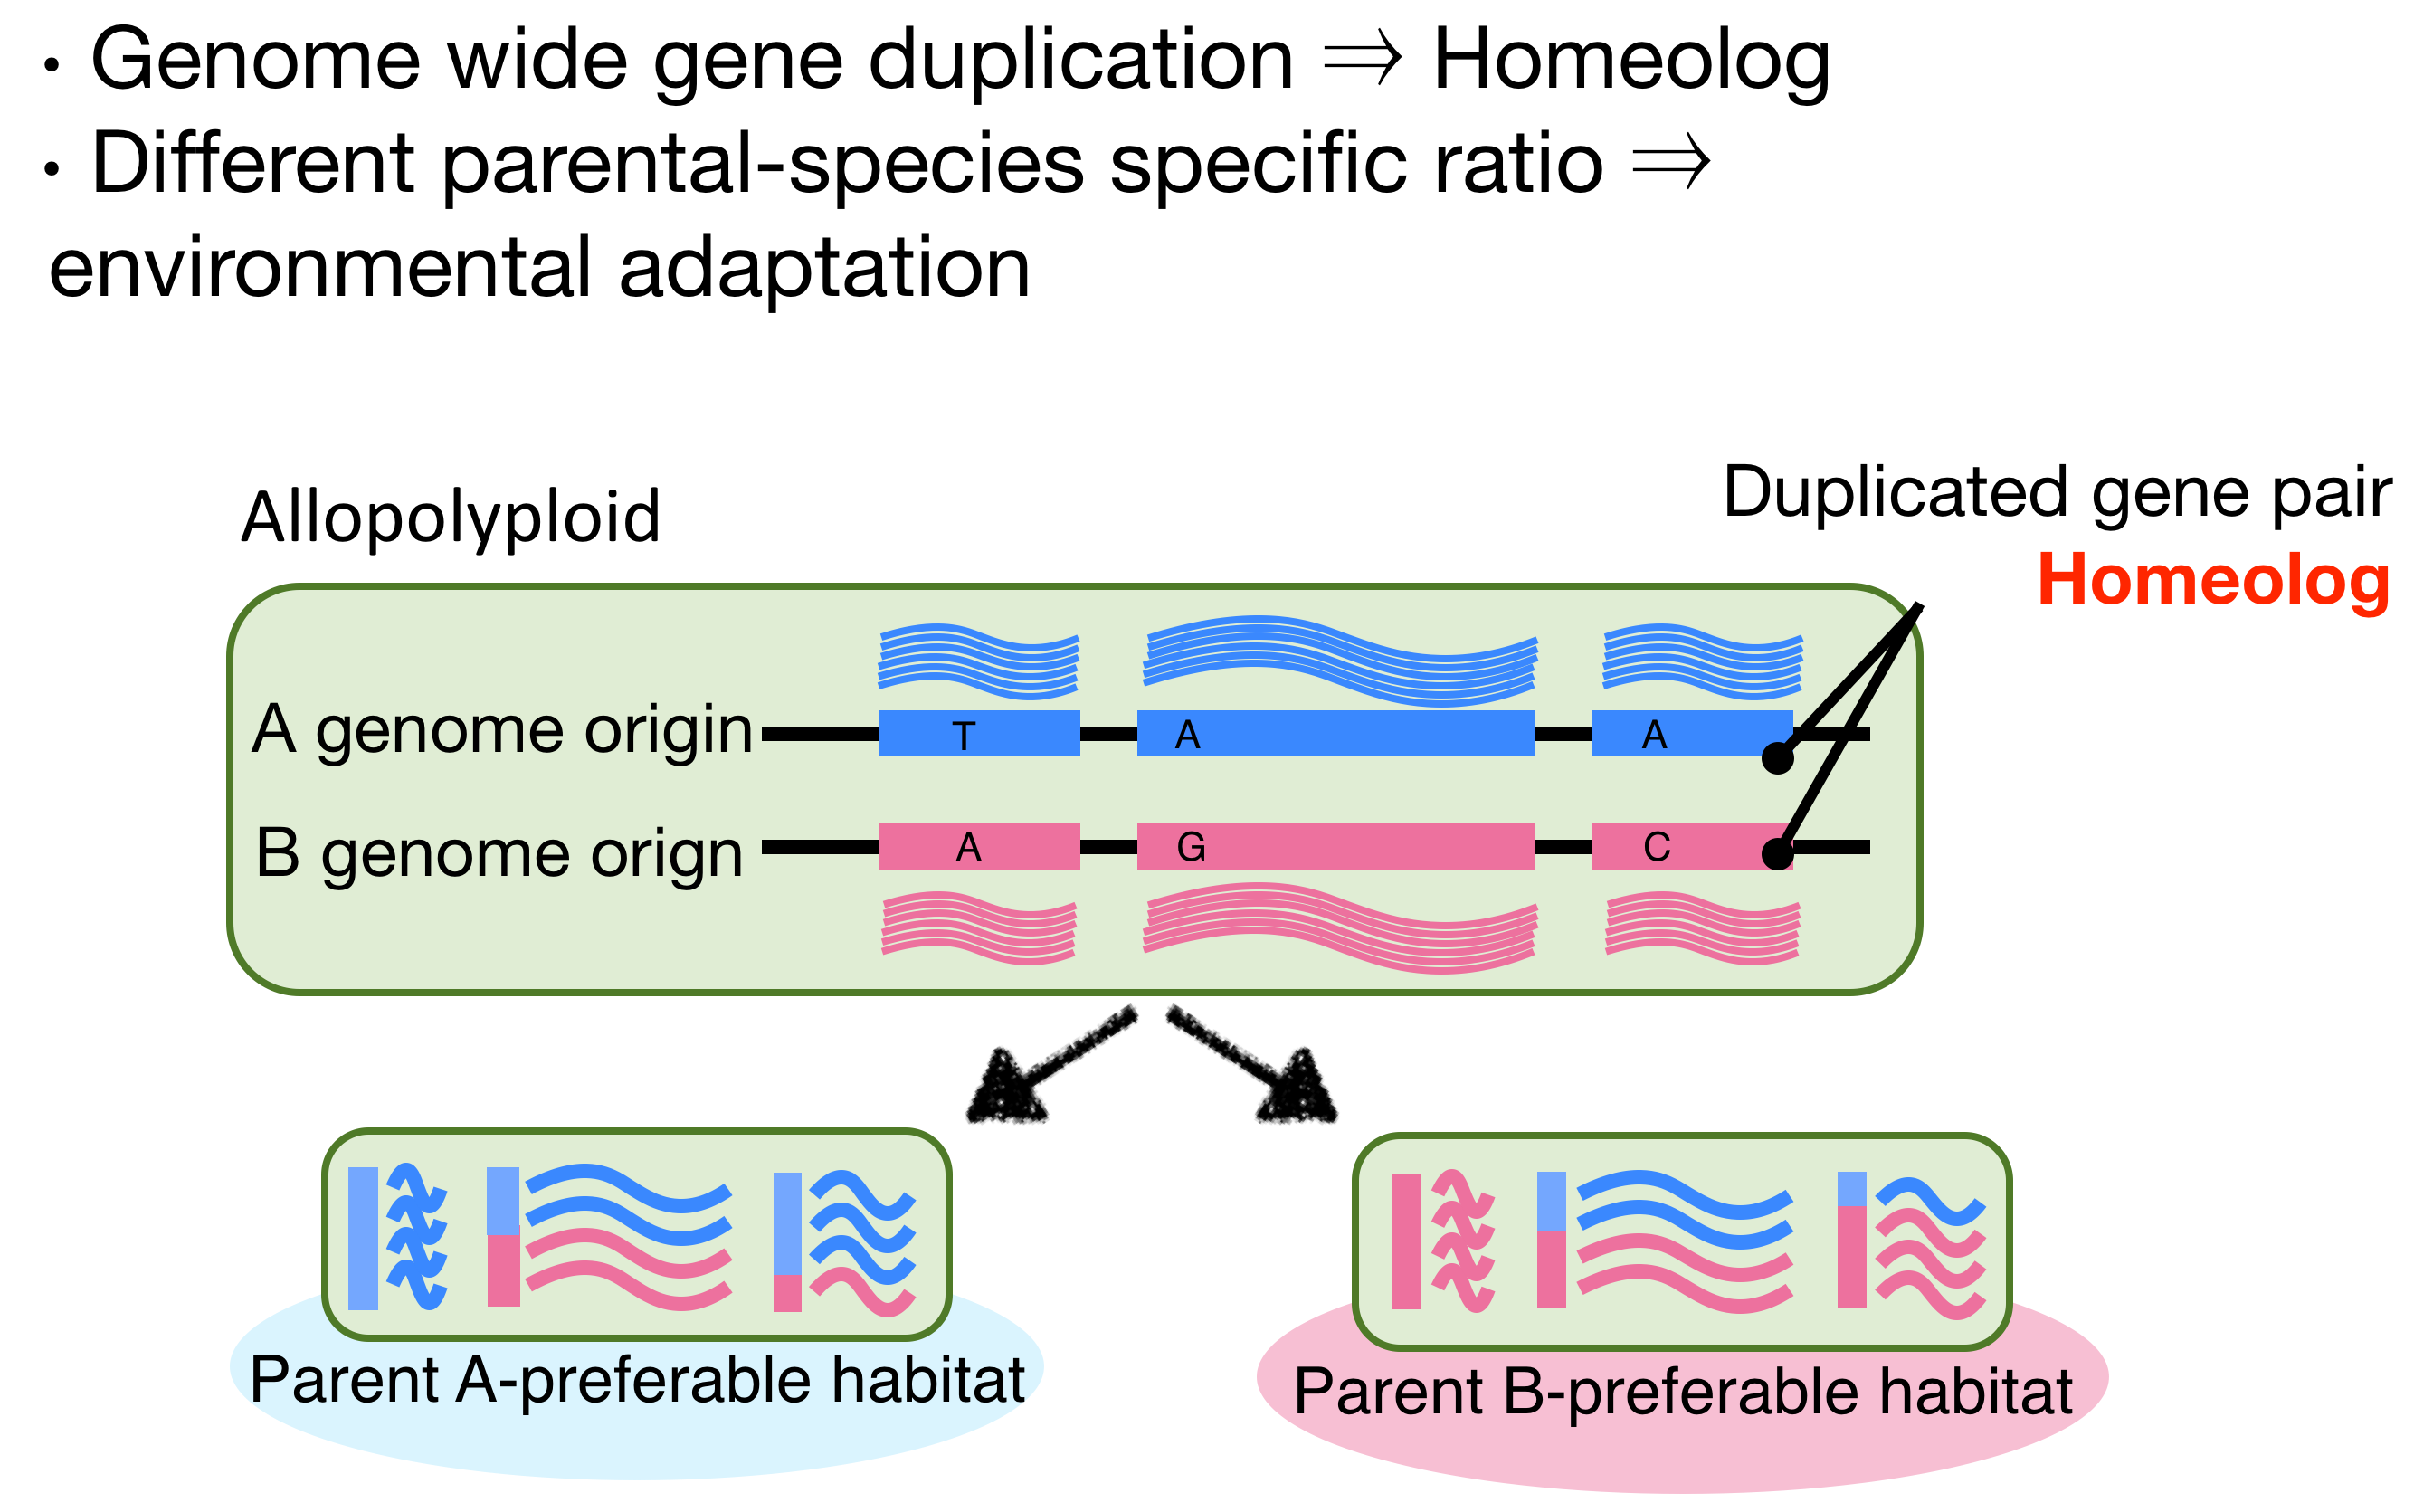 · Genome wide gene duplication ⇒ Homeolog
· Different parental-species specific ratio ⇒
environmental adaptation
Allopolyploid
Duplicated gene pair
Homeolog
A genome origin
T
A
A
B genome orign
A
G
C
Parent A-preferable habitat
Parent B-preferable habitat